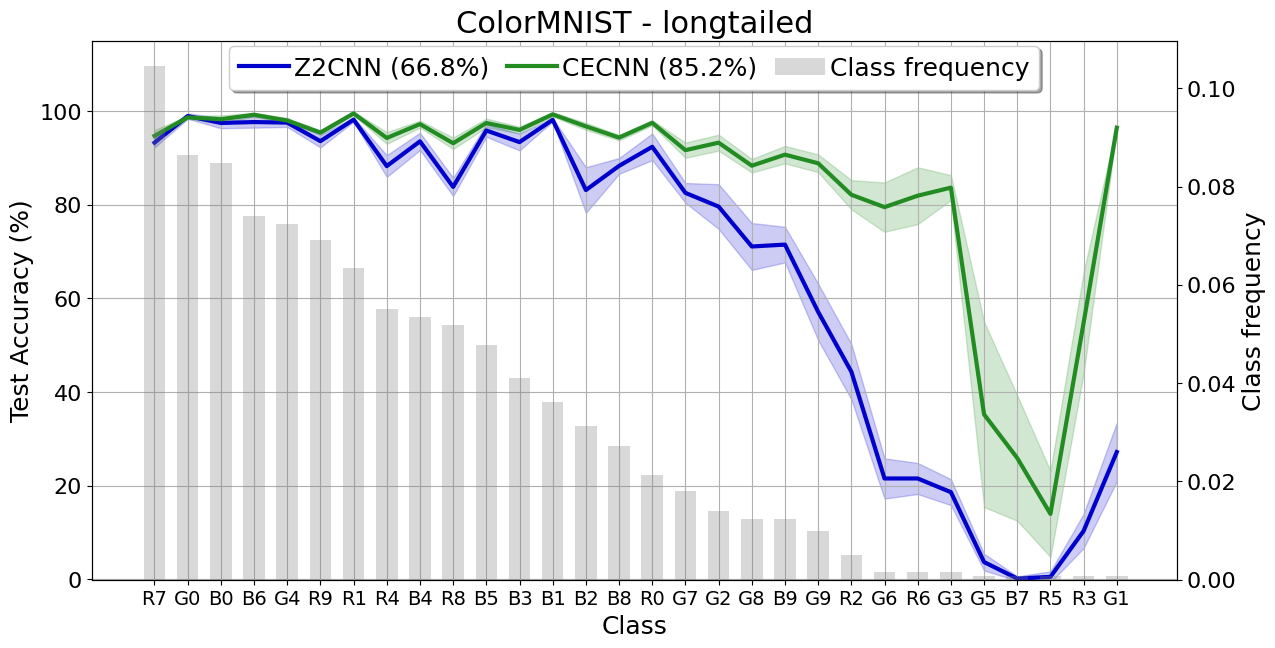 ColorMNIST - longtailed
Z2CNN (66.8%) CECNN (85.2%) Class frequency
Test Accuracy (%)
100
80
60
40
20
0
0.10
0.08
0.06
0.04
0.02
0.00
Class frequency
R7 G0 B0 B6 G4 R9 R1 R4 B4 R8 B5 B3 B1 B2 B8 R0 G7 G2 G8 B9 G9 R2 G6 R6 G3 G5 B7 R5 R3 G1
Class